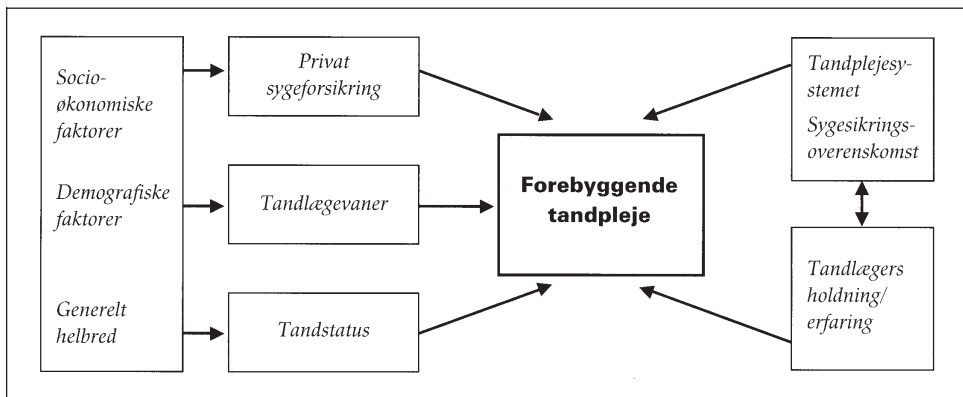 Socio-
økonomiske
faktorer
Demografiske
faktorer
Generelt
helbred
Privat
sygeforsikring
Tandlægevaner
Tandstatus
Forebyggende
tandpleje
Tandplejesy-
stemet
Sygesikrings-
overenskomst
Tandlægers
holdning/
erfaring